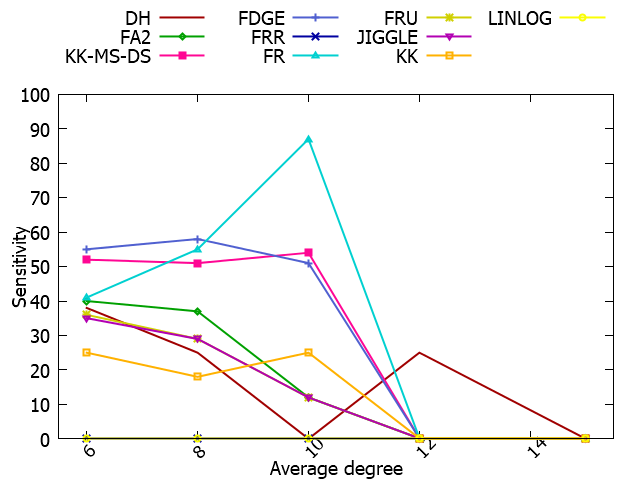 DH FDGE FRU LINLOG
FA2 FRR JIGGLE
KK-MS-DS FR KK
100
90
80
70
60
50
40
30
20
10
0
Sensitivity
6 8 10 12 14
Average degree